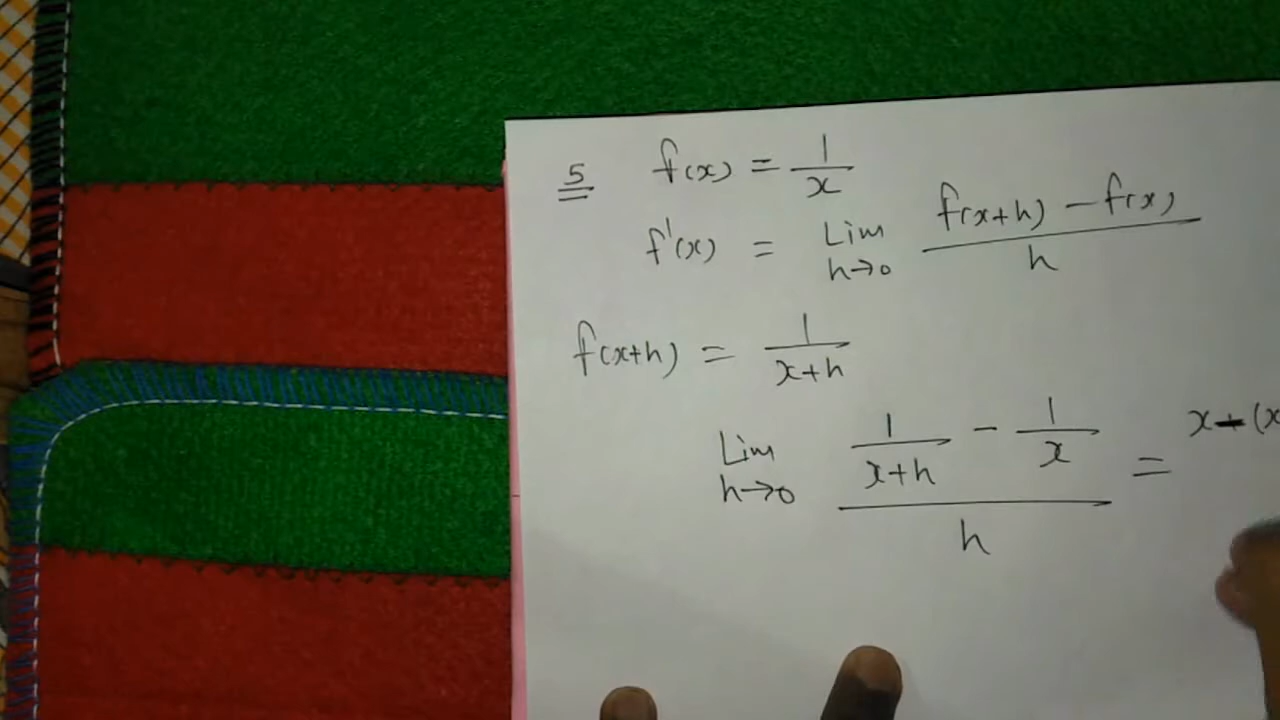 5 f(x) = 1/x
f'(x) = Lim h→0 f(x+h) - f(x) / h
f(x+h) = 1/x+h
Lim h→0 1/x+h - 1/x / h = x-(x